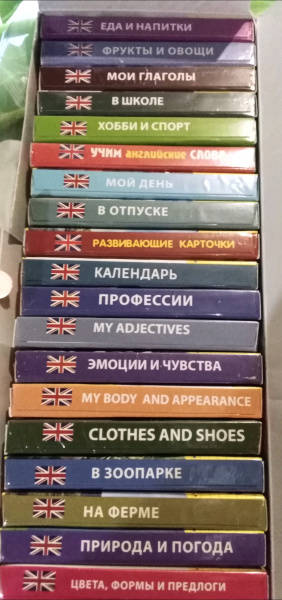 ЕДА И НАПИТКИ
ФРУКТЫ И ОВОЩИ
МОИ ГЛАГОЛЫ
В ШКОЛЕ
ХОББИ И СПОРТ
УЧИМ английские СЛОВА
МОЙ ДЕНЬ
В ОТПУСКЕ
РАЗВИВАЮЩИЕ КАРТОЧКИ
КАЛЕНДАРЬ
ПРОФЕССИИ
MY ADJECTIVES
ЭМОЦИИ И ЧУВСТВА
MY BODY AND APPEARANCE
CLOTHES AND SHOES
В ЗООПАРКЕ
НА ФЕРМЕ
ПРИРОДА И ПОГОДА
ЦВЕТА, ФОРМЫ И ПРЕДЛОГИ